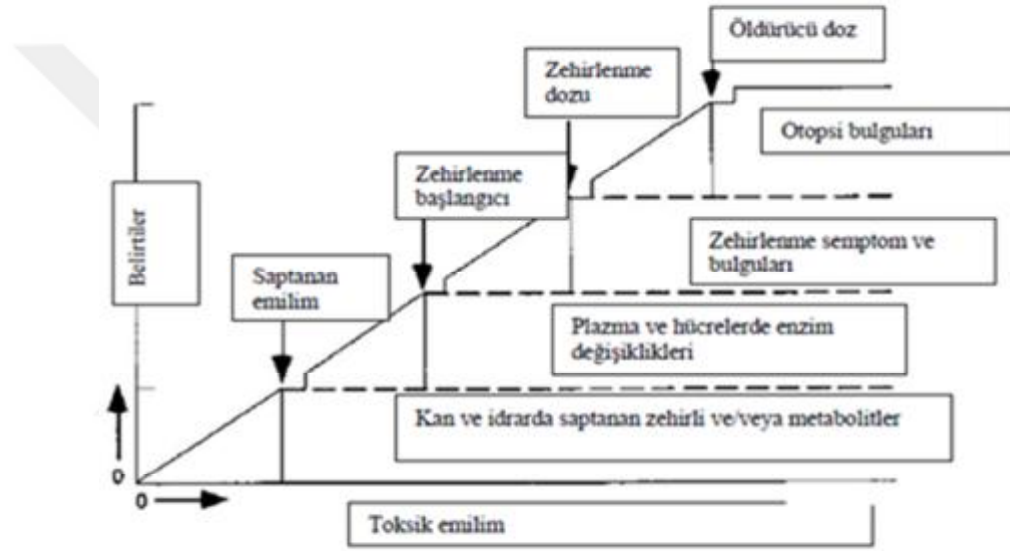 Öldürücü doz
Zehirlenme
dozu
Otopsi bulguları
Zehirlenme
başlangıcı
Belirtiler
Zehirlenme semptom ve
bulguları
Saptanan
emilim
Plazma ve hücrelerde enzim
değişiklikleri
Kan ve idrarda saptanan zehirli ve/veya metabolitler
0
0
Toksik emilim